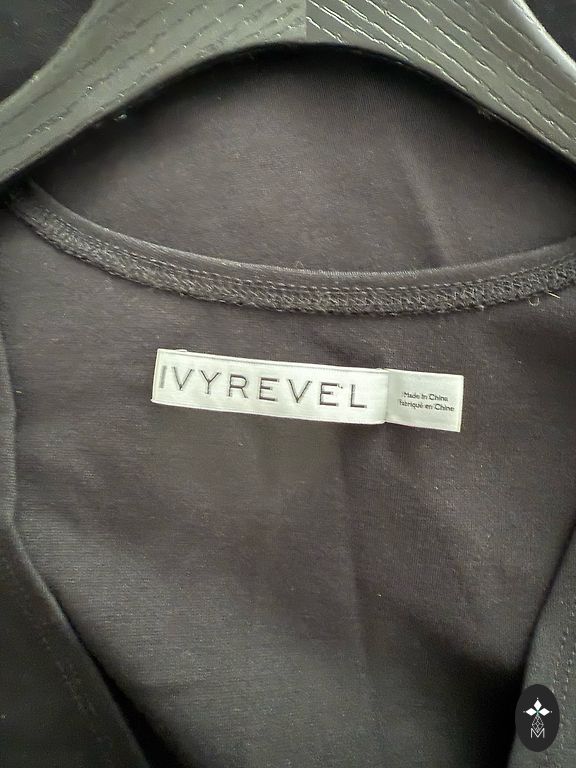 IVYREVEL
Made in China
Fabriqué en Chine
M